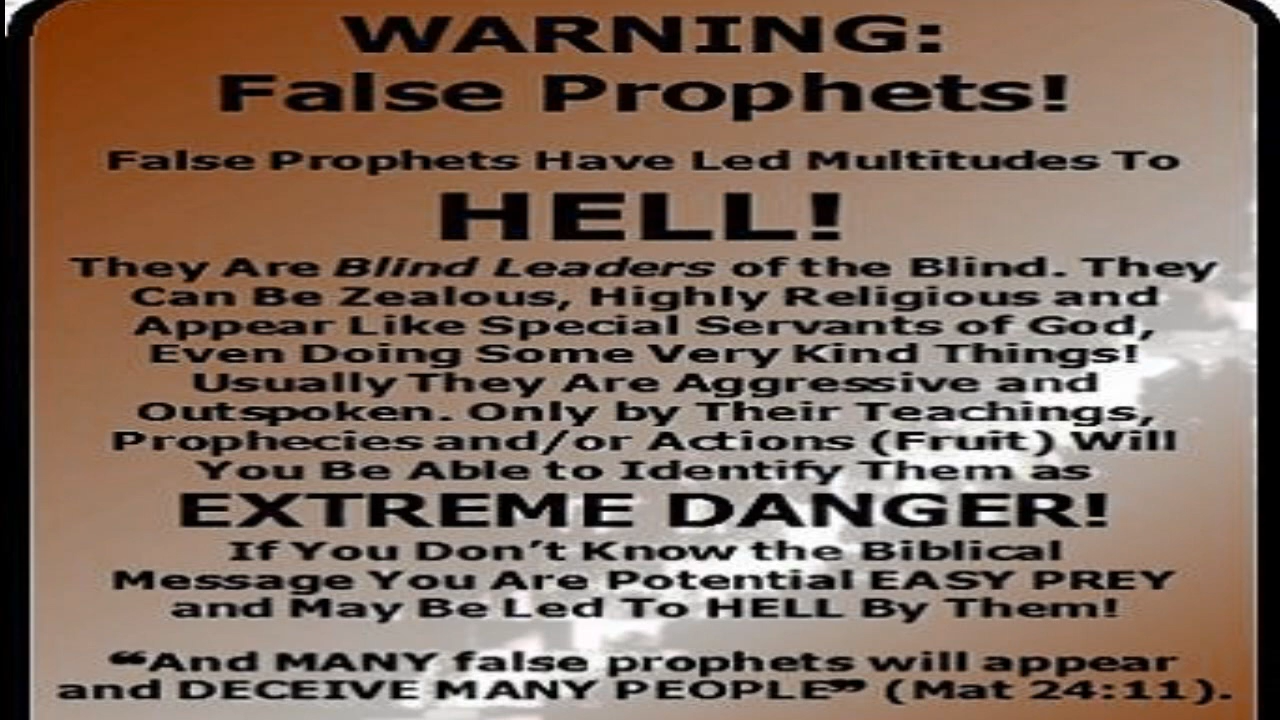 WARNING:
False Prophets!
False Prophets Have Led Multitudes To
HELL!
They Are Blind Leaders of the Blind. They
Can Be Zealous, Highly Religious and
Appear Like Special Servants of God,
Even Doing Some Very Kind Things!
Usually They Are Aggressive and
Outspoken. Only by Their Teachings,
Prophecies and/or Actions (Fruit) Will
You Be Able to Identify Them as
EXTREME DANGER!
If You Don’t Know the Biblical
Message You Are Potential EASY PREY
and May Be Led To HELL By Them!
“And MANY false prophets will appear
and DECEIVE MANY PEOPLE” (Mat 24:11).